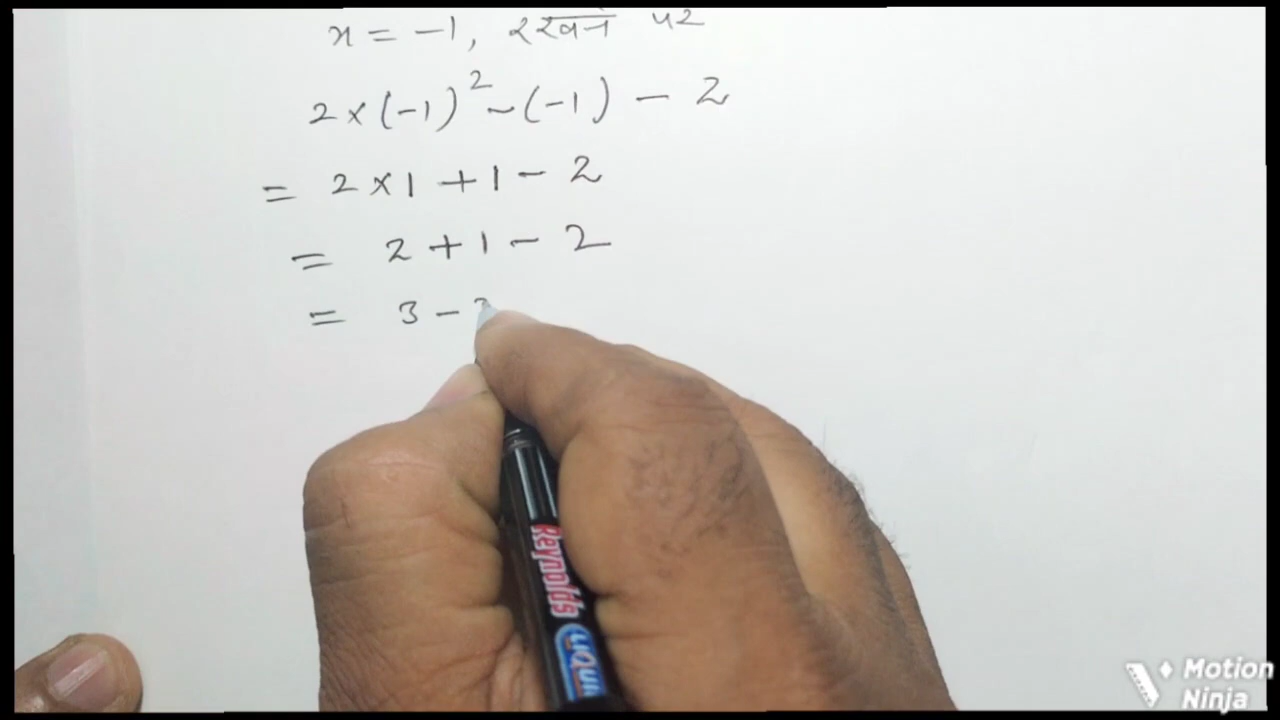 x = -1, रखने पर
2×(-1)² - (-1) - 2
= 2×1 + 1 - 2
= 2 + 1 - 2
= 3 -
Reynolds
LIQUI
Motion
Ninja